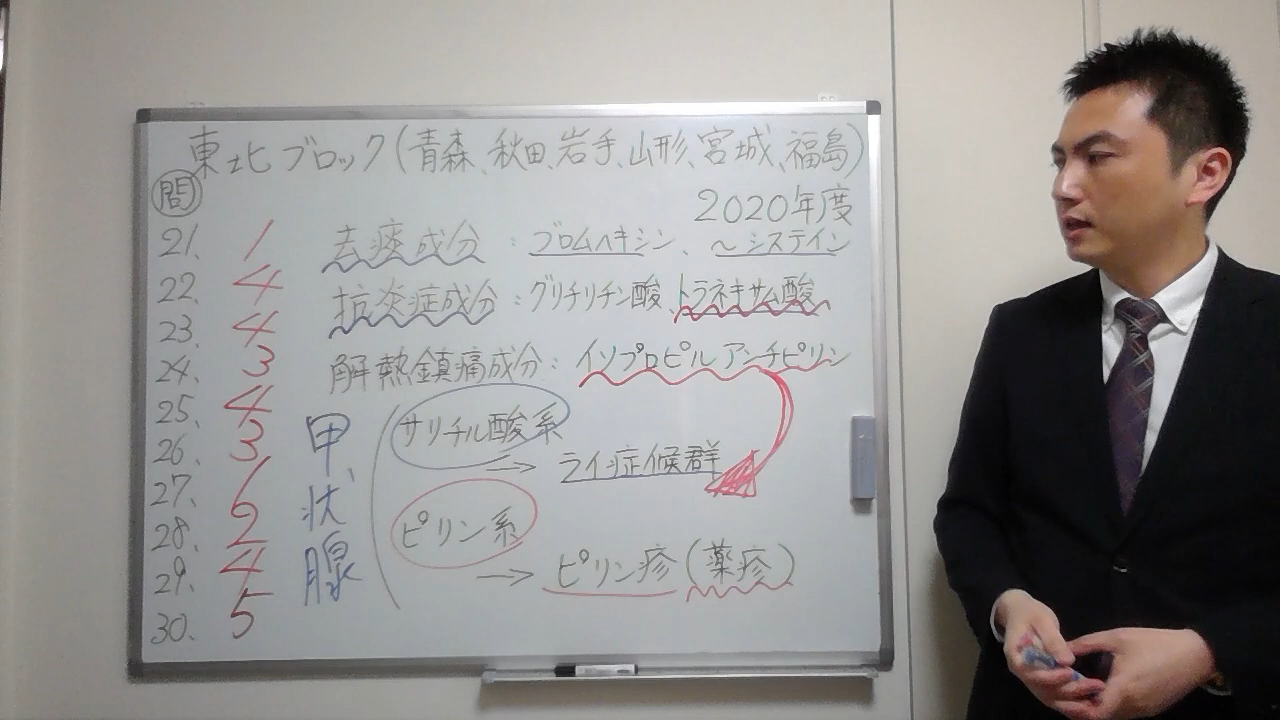 東北ブロック(青森、秋田、岩手、山形、宮城、福島)
2020年度
問
21. 1
22. 4
23. 4
24. 3
25. 4
26. 3
27. 1
28. 2
29. 4
30. 5
去痰成分:ブロムヘキシン、〜システイン
抗炎症成分:グリチリチン酸、トラネキサム酸
解熱鎮痛成分:イソプロピルアンチピリン
甲状腺
サリチル酸系
→ライ症候群
ピリン系
→ピリン疹(薬疹)